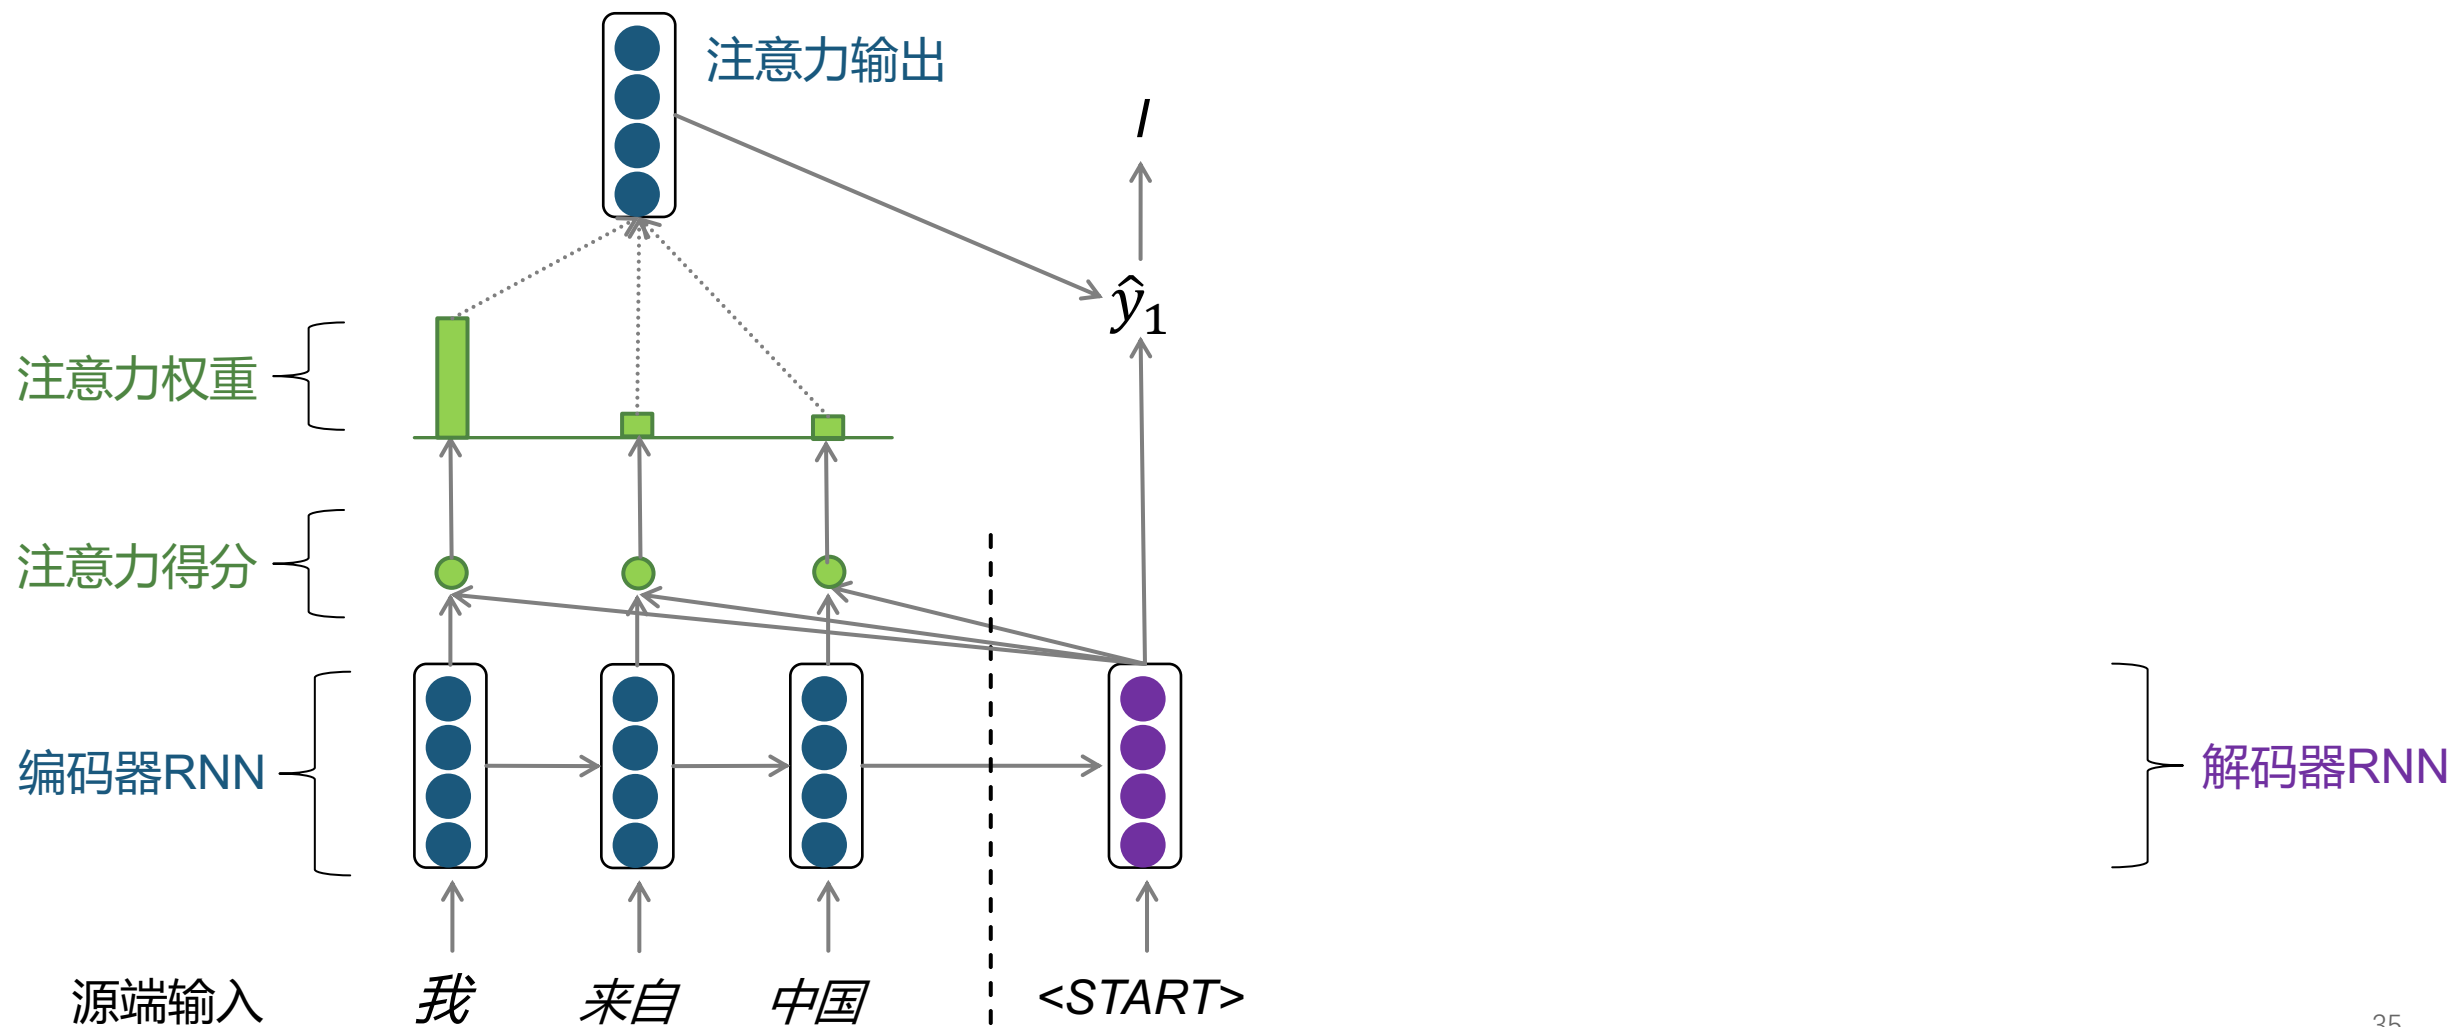 注意力输出
I
ŷ₁
注意力权重
注意力得分
编码器RNN
解码器RNN
源端输入 我 来自 中国 <START>
35